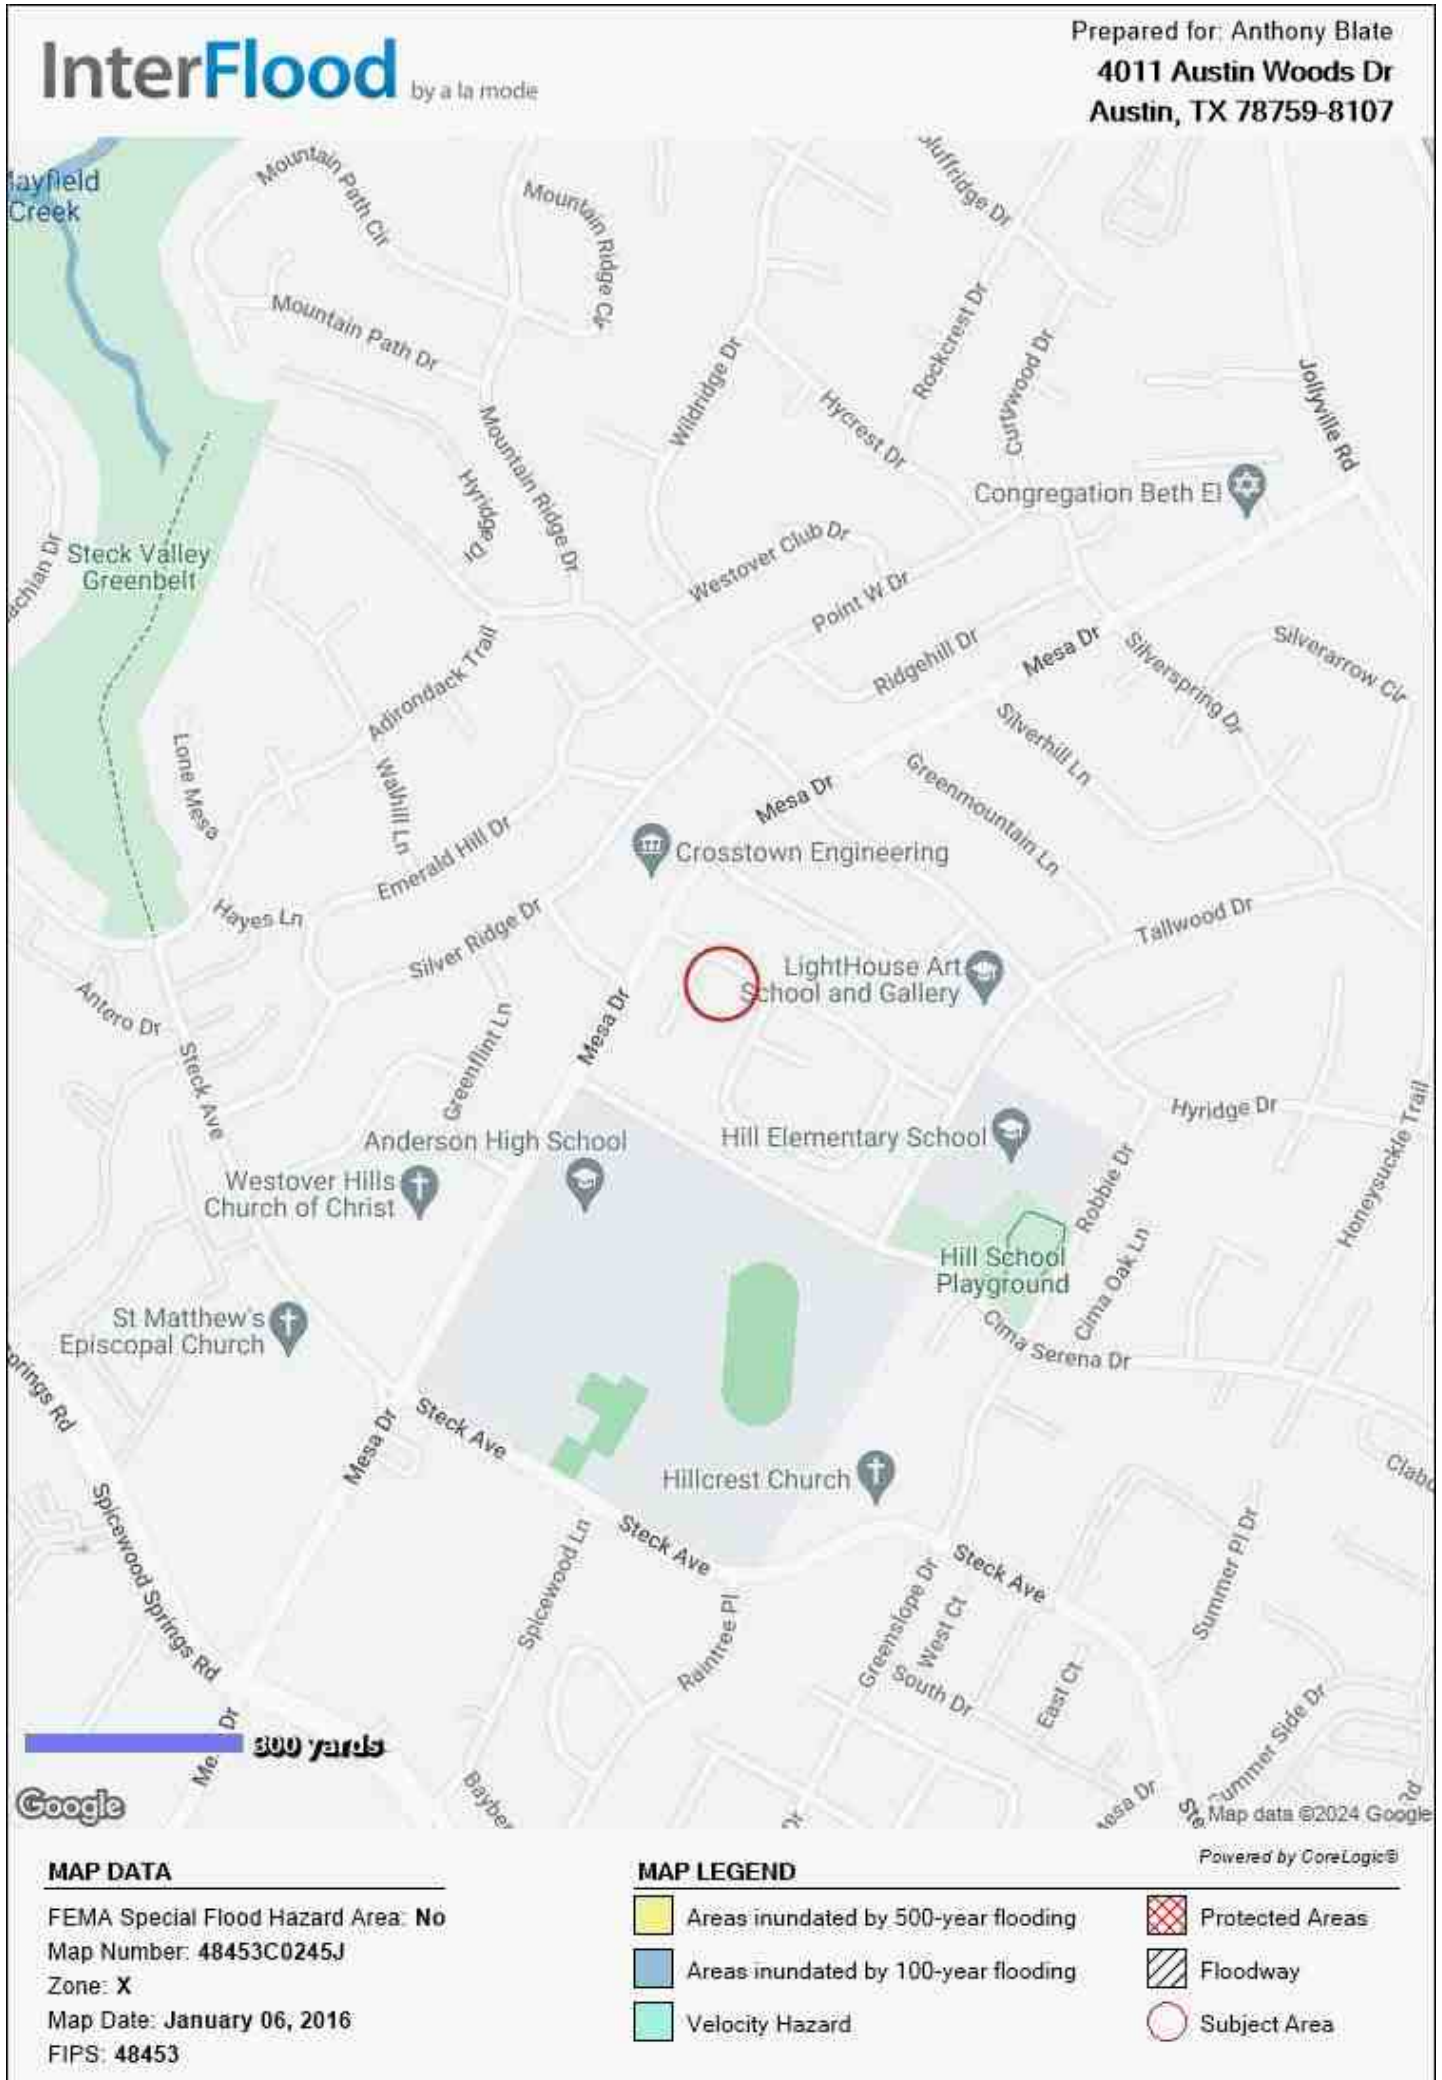 InterFlood by a la mode
Prepared for: Anthony Blate
4011 Austin Woods Dr
Austin, TX 78759-8107
Mountain Path Cir
Mountain Ridge Cir
Bluffridge Dr
Creek
Mountain Path Dr
Rockcrest Dr
Curlywood Dr
Wildridge Dr
Hycrest Dr
Jollyville Rd
Mountain Ridge Dr
Hyridge Dr
Congregation Beth El
Westover Club Dr
Steck Valley
Greenbelt
Point W Dr
Ridgehill Dr
Mesa Dr
Silverspring Dr
Silverarrow Cir
Adirondack Trail
Silverhill Ln
Lone Mesa
Walhill Ln
Mesa Dr
Greenmountain Ln
Emerald Hill Dr
Crosstown Engineering
Hayes Ln
Silver Ridge Dr
Tallwood Dr
LightHouse Art
School and Gallery
Antero Dr
Mesa Dr
Greenflint Ln
Steck Ave
Hyridge Dr
Honeysuckle Trail
Anderson High School
Hill Elementary School
Westover Hills
Church of Christ
Robbie Dr
Hill School
Playground
Cima Oak Ln
St Matthew's
Episcopal Church
Cima Serena Dr
Springs Rd
Steck Ave
Mesa Dr
Hillcrest Church
Spicewood Springs Rd
Spicewood Ln
Steck Ave
Steck Ave
Summer Pl Dr
Raintree Pl
Greenslope Dr
West Ct
South Dr
East Ct
Summer Side Dr
300 yards
Mesa Dr
Google
Map data ©2024 Google
Powered by CoreLogic®
MAP DATA
FEMA Special Flood Hazard Area: No
Map Number: 48453C0245J
Zone: X
Map Date: January 06, 2016
FIPS: 48453
MAP LEGEND
Areas inundated by 500-year flooding
Areas inundated by 100-year flooding
Velocity Hazard
Protected Areas
Floodway
Subject Area